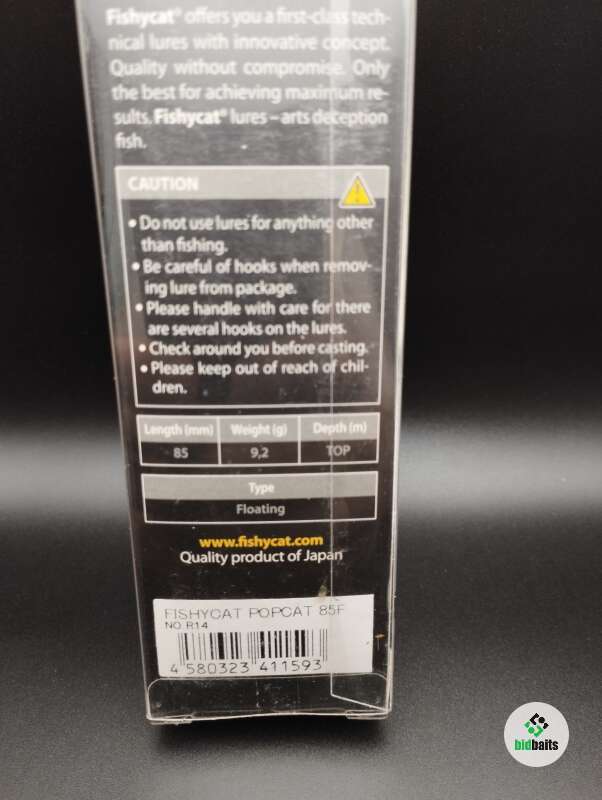 Fishycat® offers you a first-class tech-
nical lures with innovative concept.
Quality without compromise. Only
the best for achieving maximum re-
sults. Fishycat® lures – arts deception
fish.
CAUTION
• Do not use lures for anything other
than fishing.
• Be careful of hooks when remov-
ing lure from package.
• Please handle with care for there
are several hooks on the lures.
• Check around you before casting.
• Please keep out of reach of chil-
dren.
Length (mm) Weight (g) Depth (m)
85 9,2 TOP
Type
Floating
www.fishycat.com
Quality product of Japan
FISHYCAT POPCAT 85F
NO R14
4 580323 411593
bidbaits